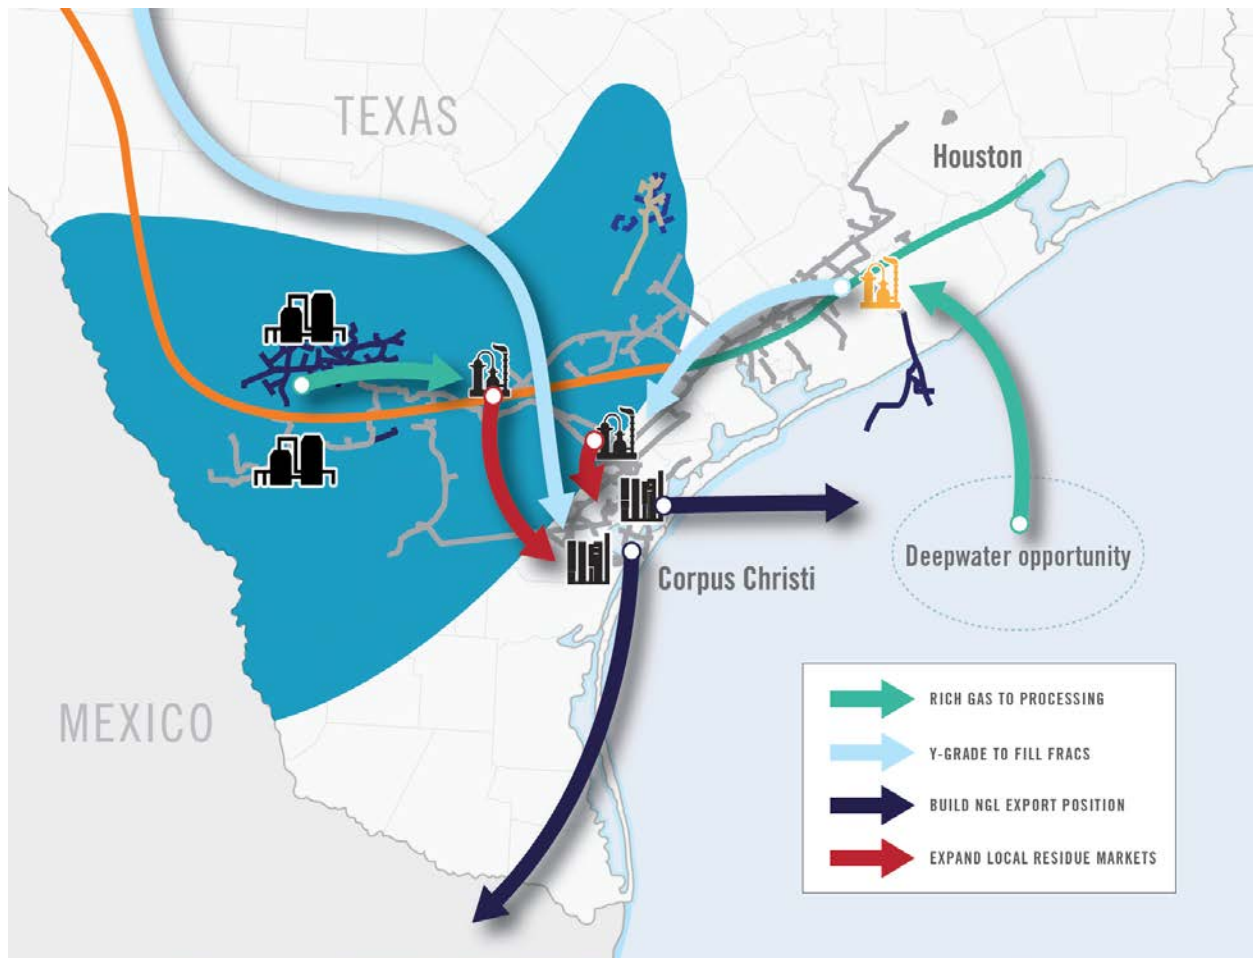 TEXAS
Houston
Deepwater opportunity
Corpus Christi
MEXICO
RICH GAS TO PROCESSING
Y-GRADE TO FILL FRACS
BUILD NGL EXPORT POSITION
EXPAND LOCAL RESIDUE MARKETS